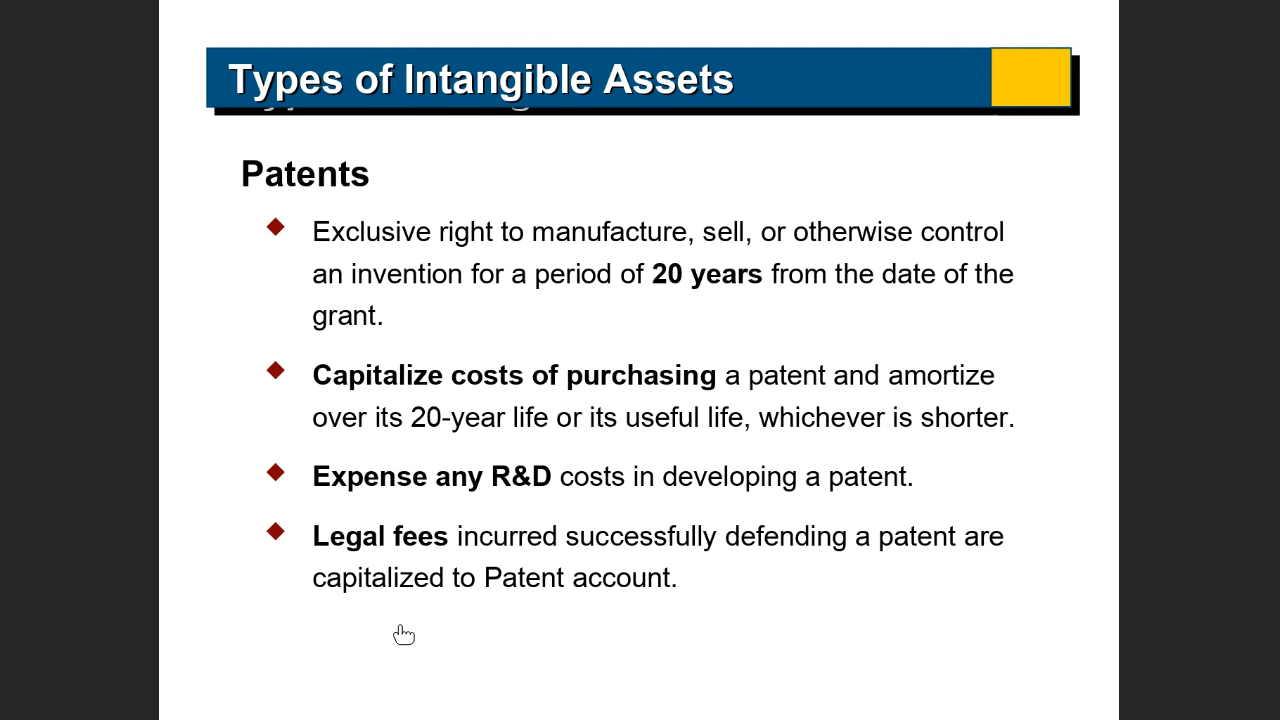 Types of Intangible Assets
Patents
Exclusive right to manufacture, sell, or otherwise control
an invention for a period of 20 years from the date of the
grant.
Capitalize costs of purchasing a patent and amortize
over its 20-year life or its useful life, whichever is shorter.
Expense any R&D costs in developing a patent.
Legal fees incurred successfully defending a patent are
capitalized to Patent account.